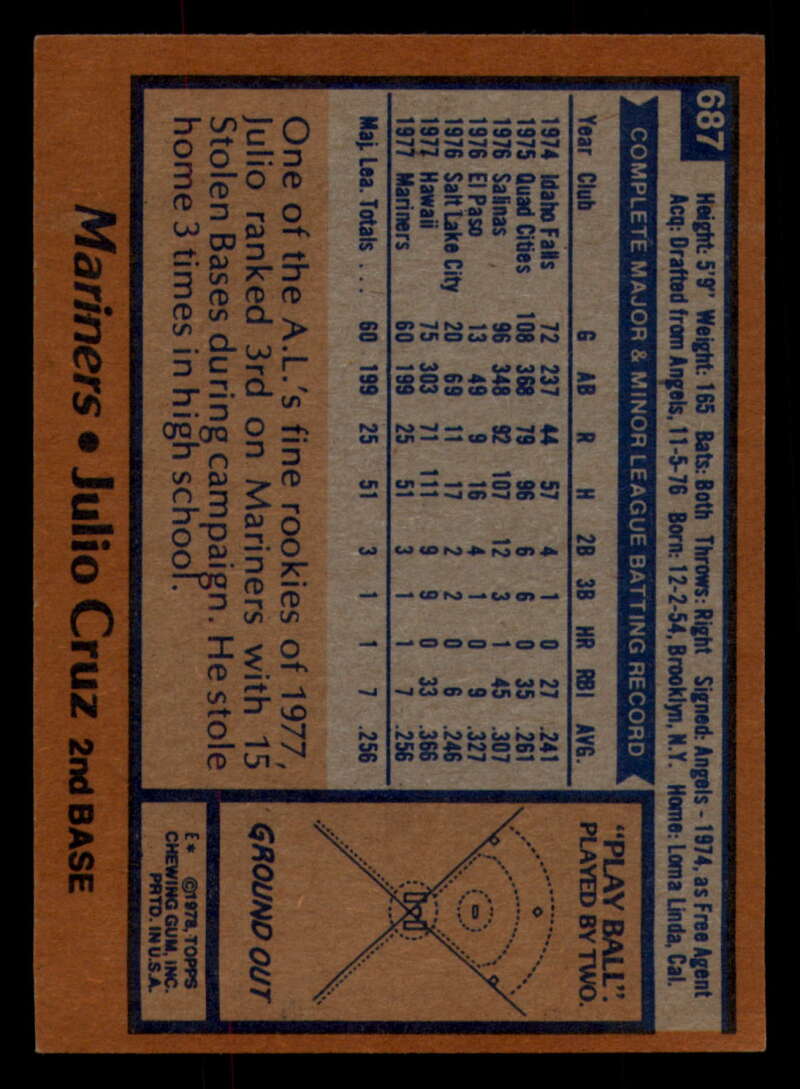 687
Height: 5'9" Weight: 165 Bats: Both Throws: Right Signed: Angels - 1974, as Free Agent
Acq: Drafted from Angels, 11-5-76 Born: 12-2-54, Brooklyn, N.Y. Home: Loma Linda, Cal.
COMPLETE MAJOR & MINOR LEAGUE BATTING RECORD
Year Club G AB R H 2B 3B HR RBI AVG.
1974 Idaho Falls 72 237 44 57 4 1 0 27 .241
1975 Quad Cities 108 368 79 96 6 6 0 35 .261
1976 Salinas 96 348 92 107 12 3 1 45 .307
1976 El Paso 13 49 9 16 4 1 0 9 .327
1976 Salt Lake City 20 69 11 17 2 2 0 6 .246
1977 Hawaii 75 303 71 111 9 9 0 33 .366
1977 Mariners 60 199 25 51 3 1 1 7 .256
Maj. Lea. Totals . . . 60 199 25 51 3 1 1 7 .256
One of the A.L.'s fine rookies of 1977,
Julio ranked 3rd on Mariners with 15
Stolen Bases during campaign. He stole
home 3 times in high school.
"PLAY BALL".
PLAYED BY TWO.
GROUND OUT
E* ©1978, TOPPS
CHEWING GUM, INC.
PRTD. IN U.S.A.
Mariners • Julio Cruz 2nd BASE